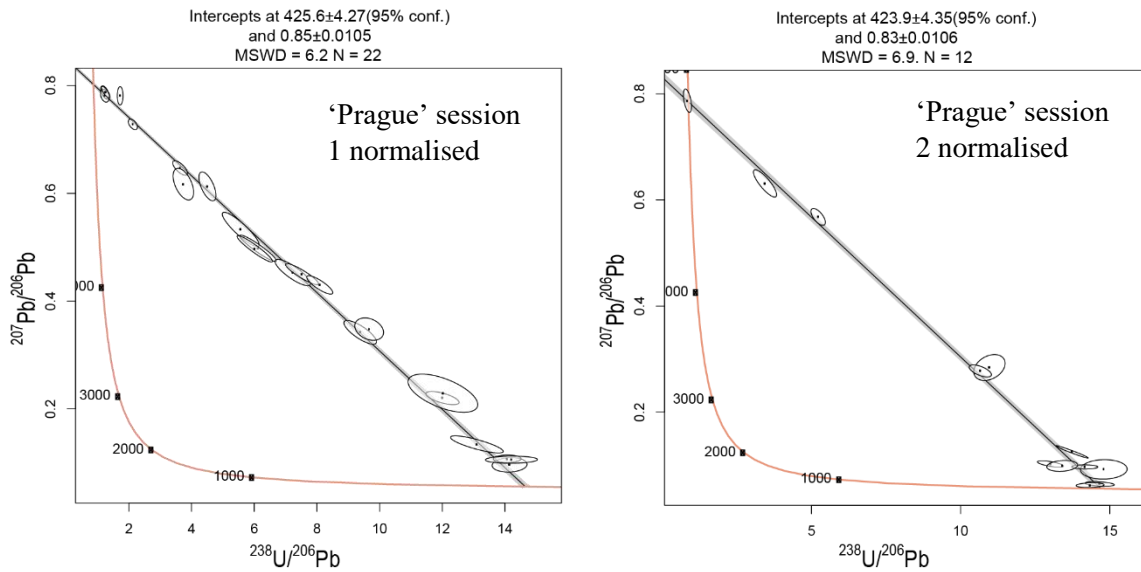 Intercepts at 425.6±4.27(95% conf.)
and 0.85±0.0105
MSWD = 6.2 N = 22
‘Prague’ session
1 normalised
0.8
0.6
0.4
0.2
000
3000
2000
1000
2 4 6 8 10 12 14
207Pb/206Pb
238U/206Pb
Intercepts at 423.9±4.35(95% conf.)
and 0.83±0.0106
MSWD = 6.9. N = 12
‘Prague’ session
2 normalised
0.8
0.6
0.4
0.2
000
3000
2000
1000
5 10 15
207Pb/206Pb
238U/206Pb